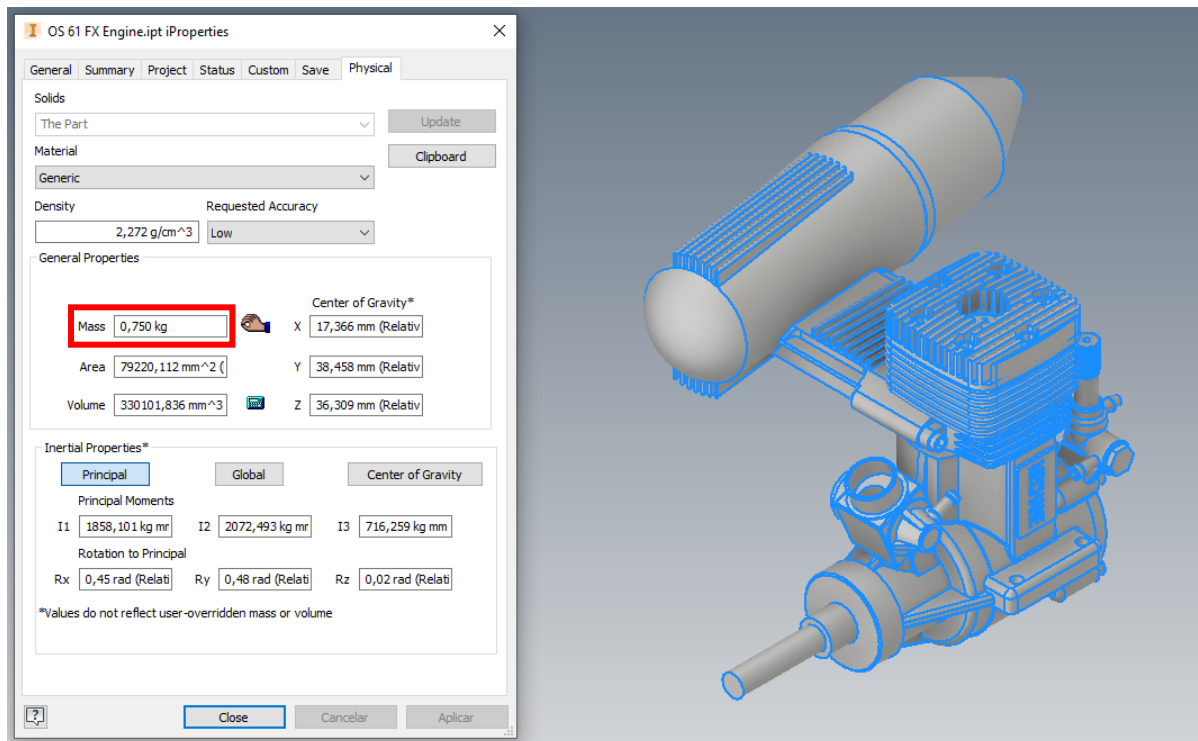 OS 61 FX Engine.ipt iProperties
General Summary Project Status Custom Save Physical
Solids
The Part
Update
Material
Clipboard
Generic
Density Requested Accuracy
2,272 g/cm^3 Low
General Properties
Center of Gravity*
Mass 0,750 kg X 17,366 mm (Relativ
Area 79220,112 mm^2 ( Y 38,458 mm (Relativ
Volume 330101,836 mm^3 Z 36,309 mm (Relativ
Inertial Properties*
Principal Global Center of Gravity
Principal Moments
I1 1858,101 kg mr I2 2072,493 kg mr I3 716,259 kg mm
Rotation to Principal
Rx 0,45 rad (Relati Ry 0,48 rad (Relati Rz 0,02 rad (Relati
*Values do not reflect user-overridden mass or volume
? Close Cancelar Aplicar